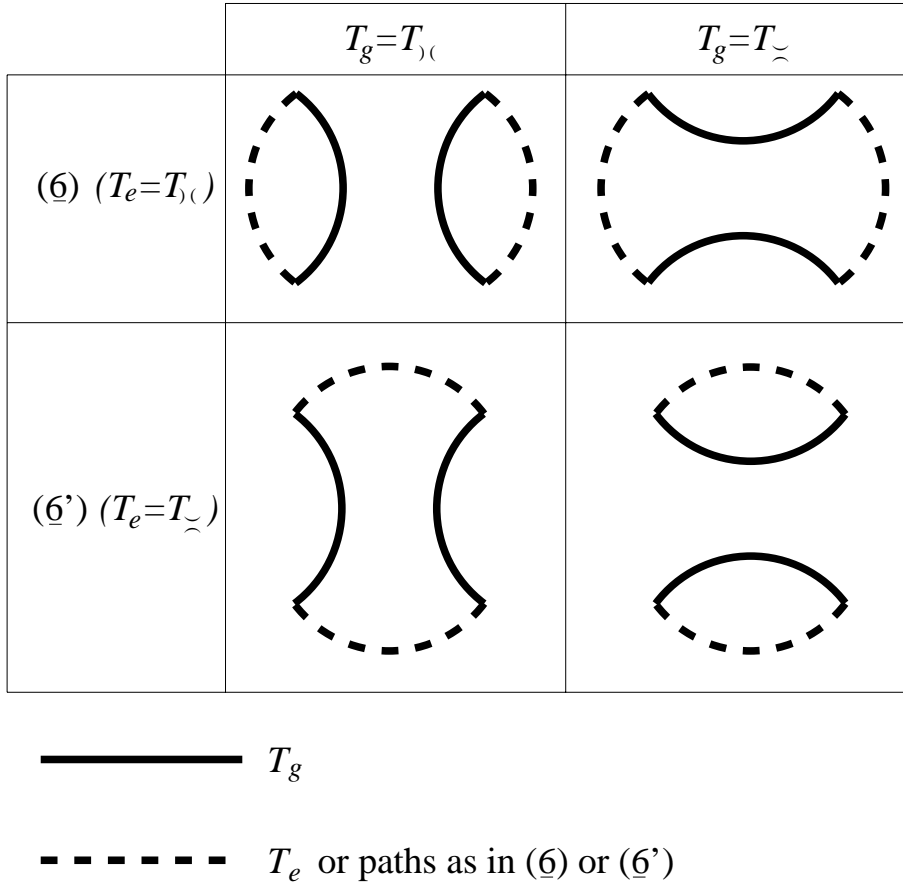 T_g=T_)(
T_g=T_⌣⌢
(6̲) (T_e=T_)( )
(6̲’) (T_e=T_⌣⌢ )
T_g
T_e or paths as in (6̲) or (6̲’)